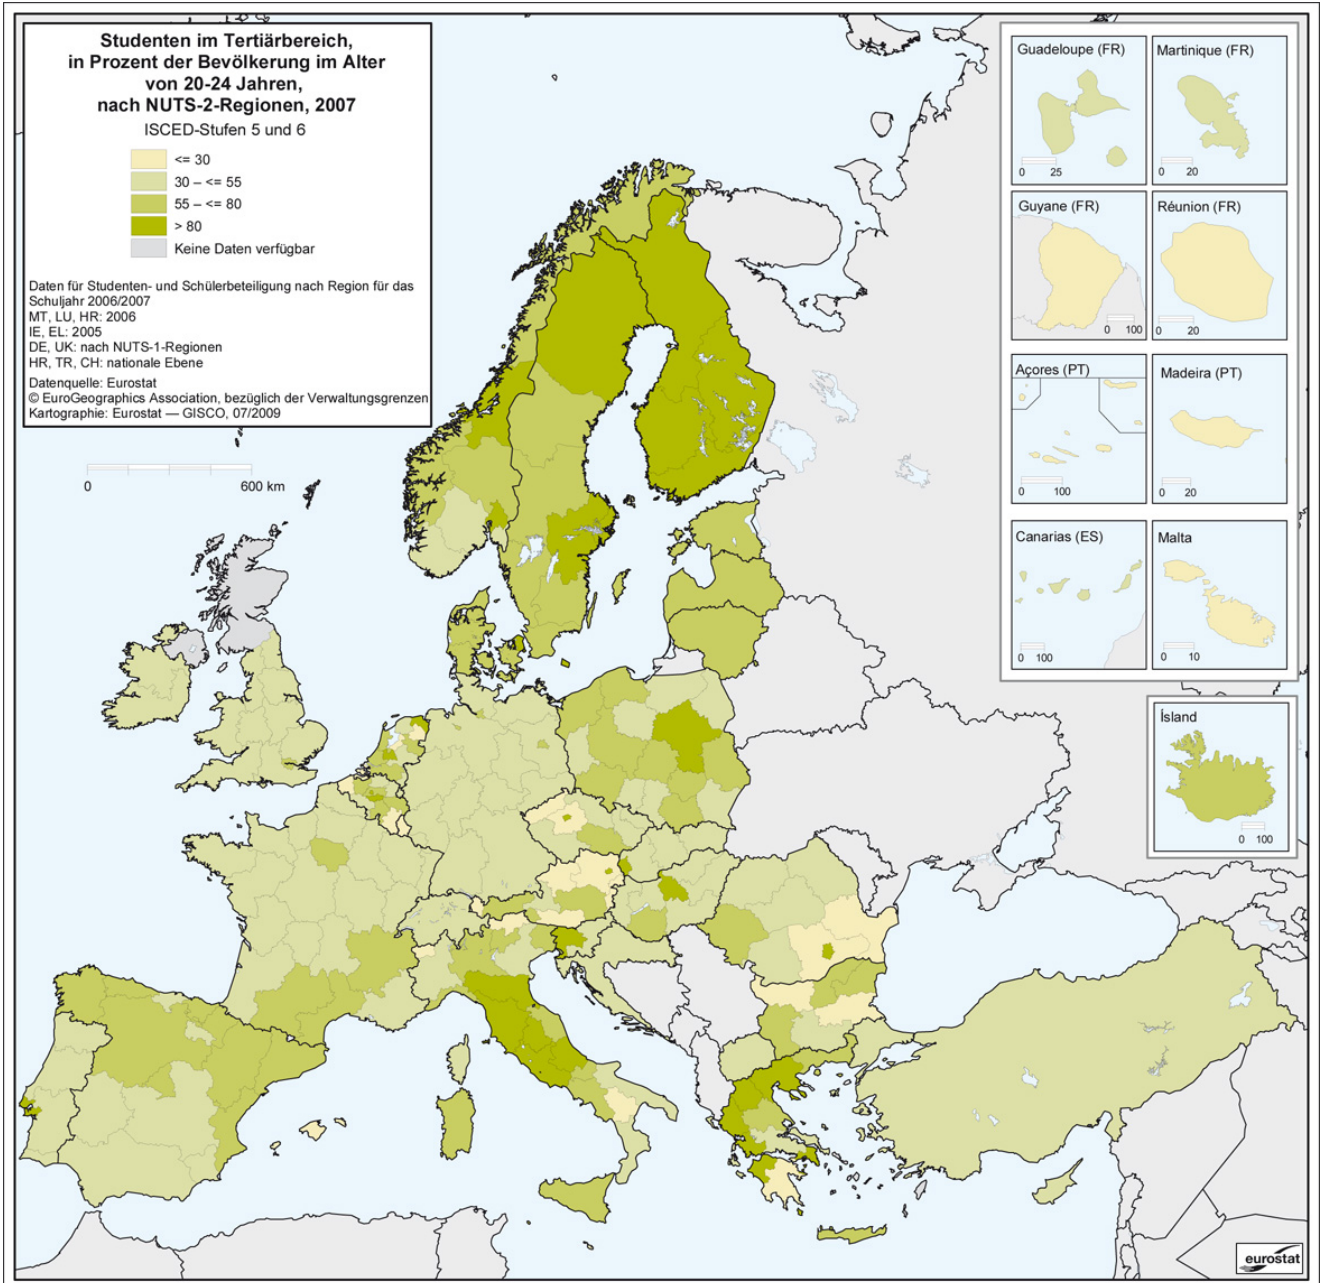 Studenten im Tertiärbereich,
in Prozent der Bevölkerung im Alter
von 20-24 Jahren,
nach NUTS-2-Regionen, 2007
ISCED-Stufen 5 und 6
<= 30
30 – <= 55
55 – <= 80
> 80
Keine Daten verfügbar
Daten für Studenten- und Schülerbeteiligung nach Region für das
Schuljahr 2006/2007
MT, LU, HR: 2006
IE, EL: 2005
DE, UK: nach NUTS-1-Regionen
HR, TR, CH: nationale Ebene
Datenquelle: Eurostat
© EuroGeographics Association, bezüglich der Verwaltungsgrenzen
Kartographie: Eurostat — GISCO, 07/2009
0 600 km
Guadeloupe (FR)
0 25
Martinique (FR)
0 20
Guyane (FR)
0 100
Réunion (FR)
0 20
Açores (PT)
0 100
Madeira (PT)
0 20
Canarias (ES)
0 100
Malta
0 10
Ísland
0 100
eurostat